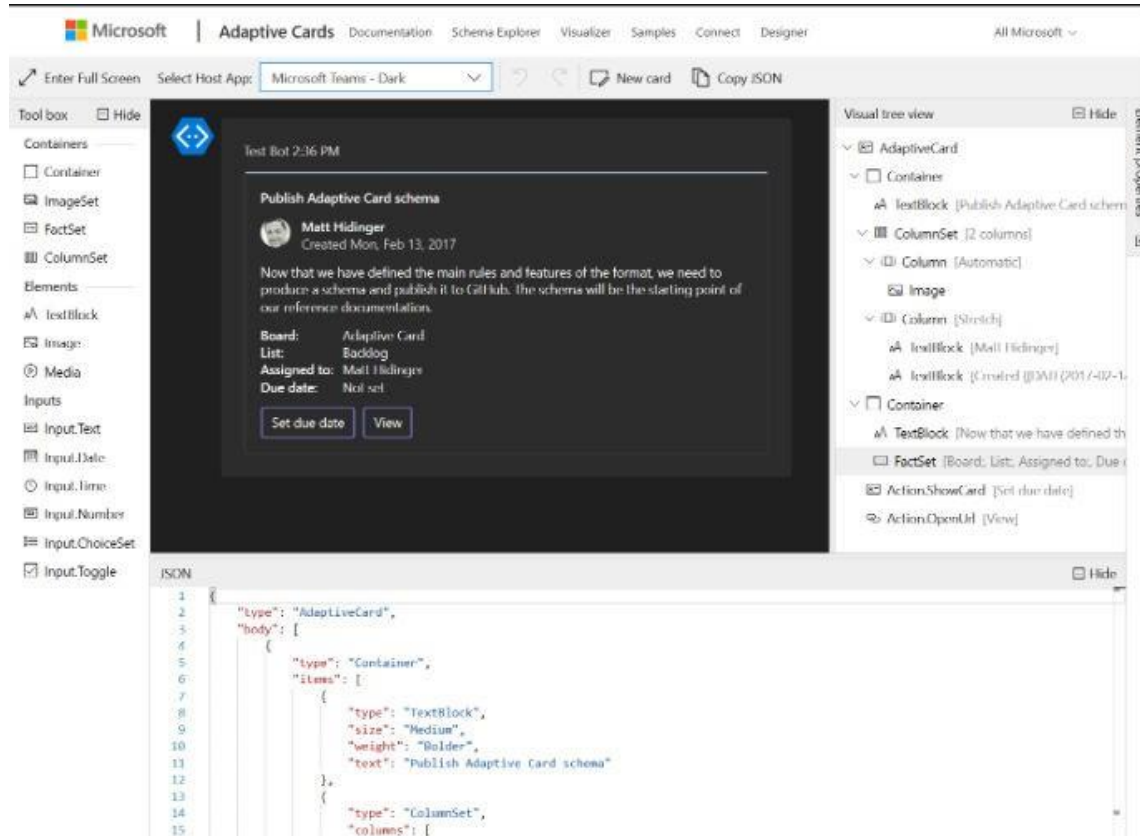 Microsoft | Adaptive Cards Documentation Schema Explorer Visualizer Samples Connect Designer All Microsoft
Enter Full Screen Select Host App: Microsoft Teams - Dark New card Copy JSON
Tool box Hide
Containers
Container
ImageSet
FactSet
ColumnSet
Elements
TextBlock
Image
Media
Inputs
Input.Text
Input.Date
Input.Time
Input.Number
Input.ChoiceSet
Input.Toggle
Test Bot 2:36 PM
Publish Adaptive Card schema
Matt Hidinger
Created Mon, Feb 13, 2017
Now that we have defined the main rules and features of the format, we need to
produce a schema and publish it to GitHub. The schema will be the starting point of
our reference documentation.
Board: Adaptive Card
List: Backlog
Assigned to: Matt Hidinger
Due date: Not set
Set due date View
Visual tree view Hide
AdaptiveCard
Container
TextBlock [Publish Adaptive Card schem
ColumnSet [2 columns]
Column [Automatic]
Image
Column [Stretch]
TextBlock [Matt Hidinger]
TextBlock [Created {{DATE(2017-02-1
Container
TextBlock [Now that we have defined th
FactSet [Board:, List:, Assigned to:, Due
Action.ShowCard [Set due date]
Action.OpenUrl [View]
JSON Hide
1 {
2 "type": "AdaptiveCard",
3 "body": [
4 {
5 "type": "Container",
6 "items": [
7 {
8 "type": "TextBlock",
9 "size": "Medium",
10 "weight": "Bolder",
11 "text": "Publish Adaptive Card schema"
12 },
13 {
14 "type": "ColumnSet",
15 "columns": [